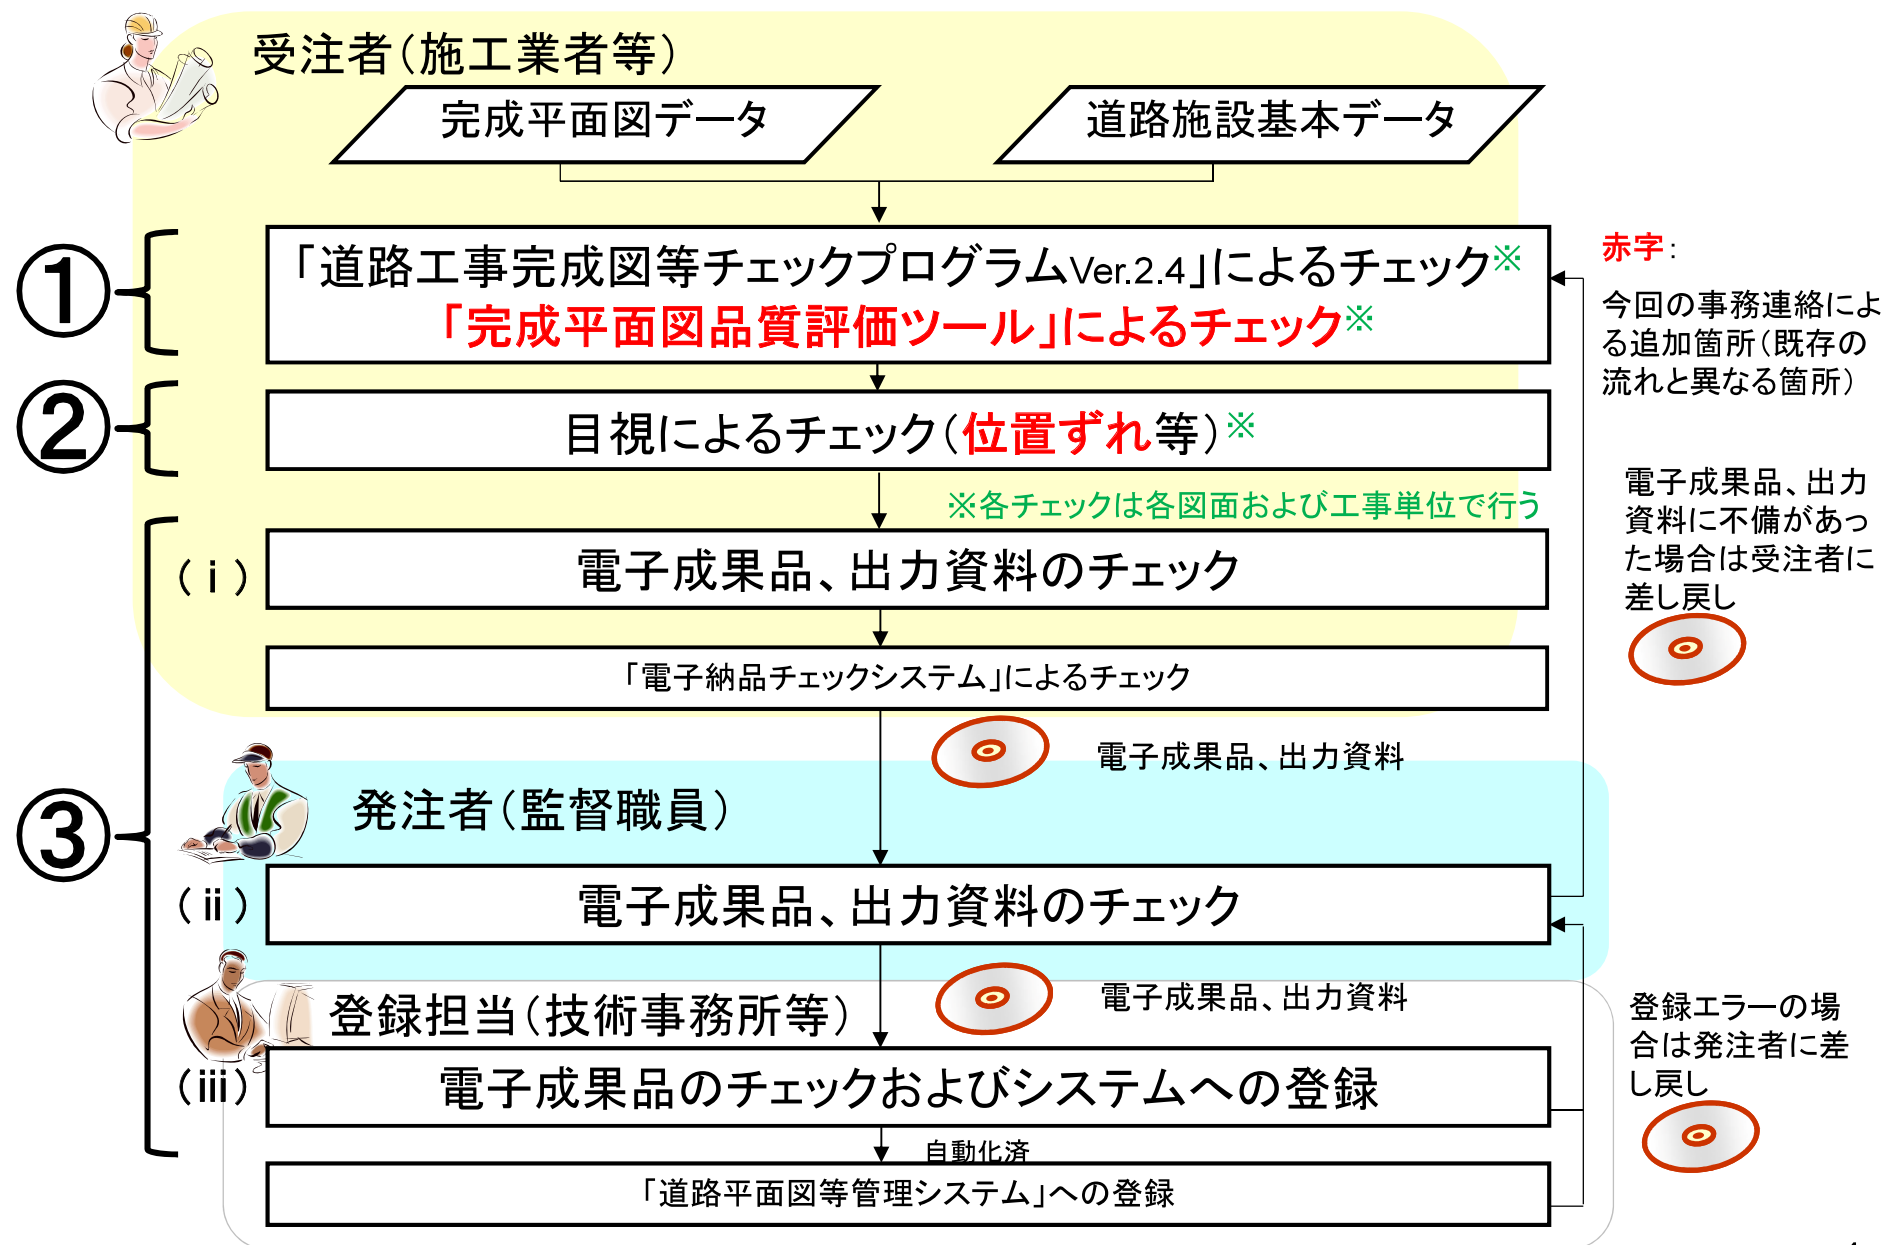 受注者(施工業者等)
完成平面図データ
道路施設基本データ
①
「道路工事完成図等チェックプログラムVer.2.4」によるチェック※
「完成平面図品質評価ツール」によるチェック※
赤字:
今回の事務連絡によ
る追加箇所(既存の
流れと異なる箇所)
②
目視によるチェック(位置ずれ等)※
※各チェックは各図面および工事単位で行う
電子成果品、出力
資料に不備があっ
た場合は受注者に
差し戻し
(ⅰ)
電子成果品、出力資料のチェック
「電子納品チェックシステム」によるチェック
電子成果品、出力資料
③
発注者(監督職員)
(ⅱ)
電子成果品、出力資料のチェック
電子成果品、出力資料
登録担当(技術事務所等)
登録エラーの場
合は発注者に差
し戻し
(ⅲ)
電子成果品のチェックおよびシステムへの登録
自動化済
「道路平面図等管理システム」への登録